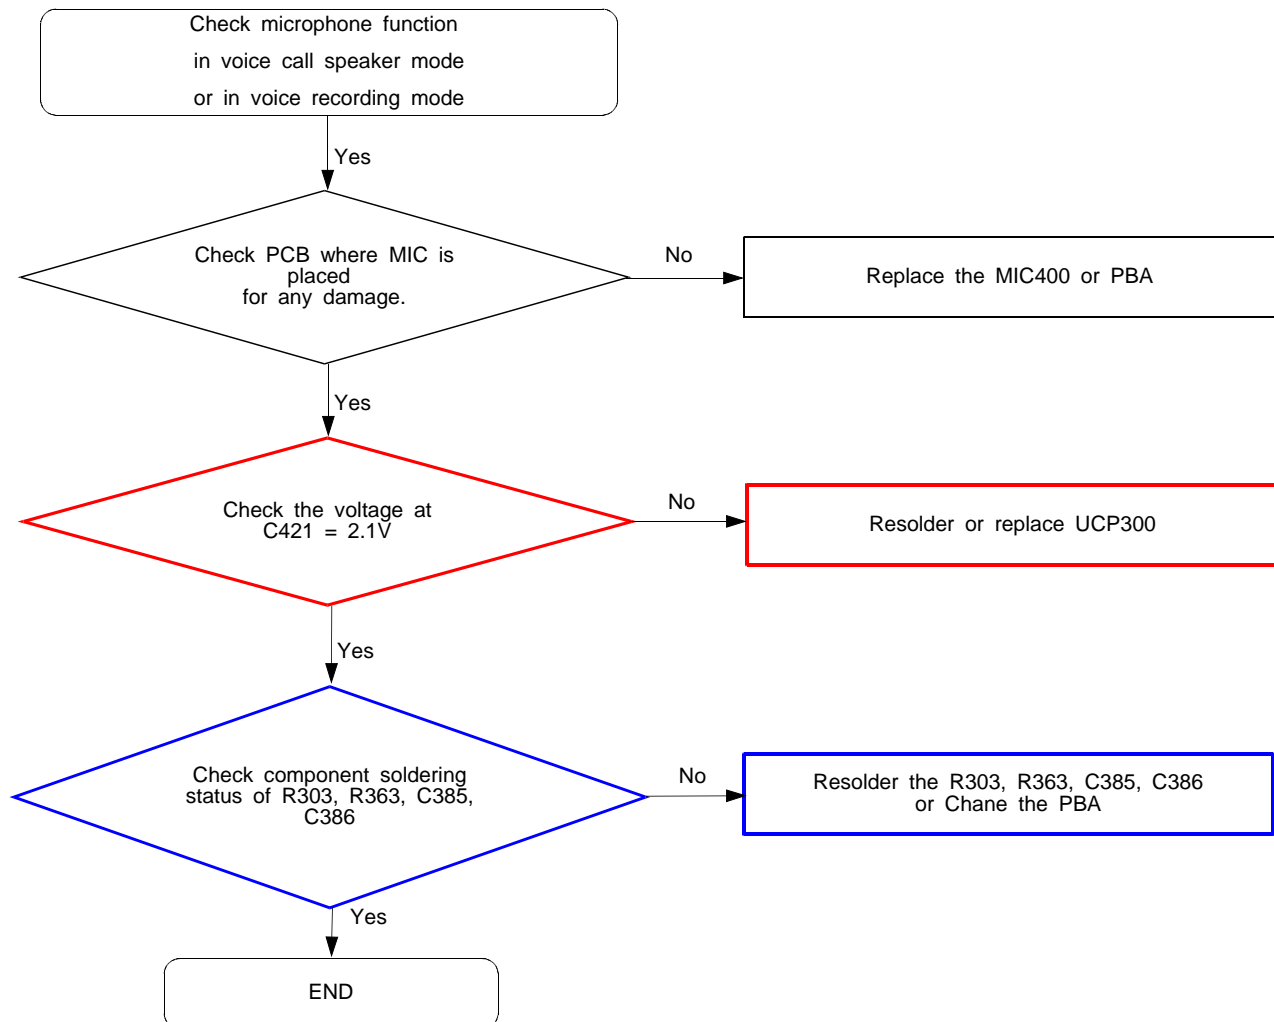 Check microphone function
in voice call speaker mode
or in voice recording mode
Yes
Check PCB where MIC is
placed
for any damage.
No
Replace the MIC400 or PBA
Yes
Check the voltage at
C421 = 2.1V
No
Resolder or replace UCP300
Yes
Check component soldering
status of R303, R363, C385,
C386
No
Resolder the R303, R363, C385, C386
or Chane the PBA
Yes
END